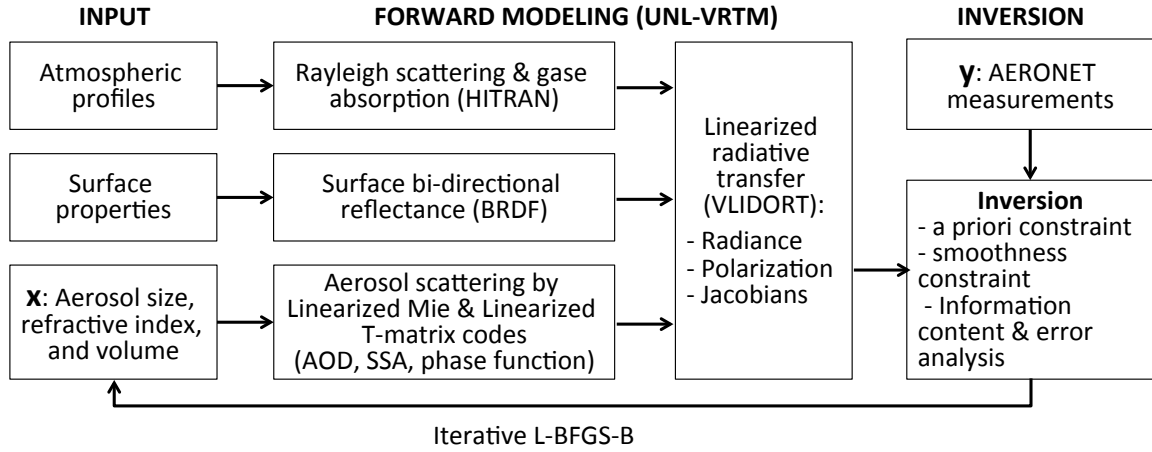 INPUT
FORWARD MODELING (UNL-VRTM)
INVERSION
Atmospheric
profiles
Rayleigh scattering & gase
absorption (HITRAN)
Surface
properties
Surface bi-directional
reflectance (BRDF)
x: Aerosol size,
refractive index,
and volume
Aerosol scattering by
Linearized Mie & Linearized
T-matrix codes
(AOD, SSA, phase function)
Linearized
radiative
transfer
(VLIDORT):
- Radiance
- Polarization
- Jacobians
y: AERONET
measurements
Inversion
- a priori constraint
- smoothness
constraint
- Information
content & error
analysis
Iterative L-BFGS-B